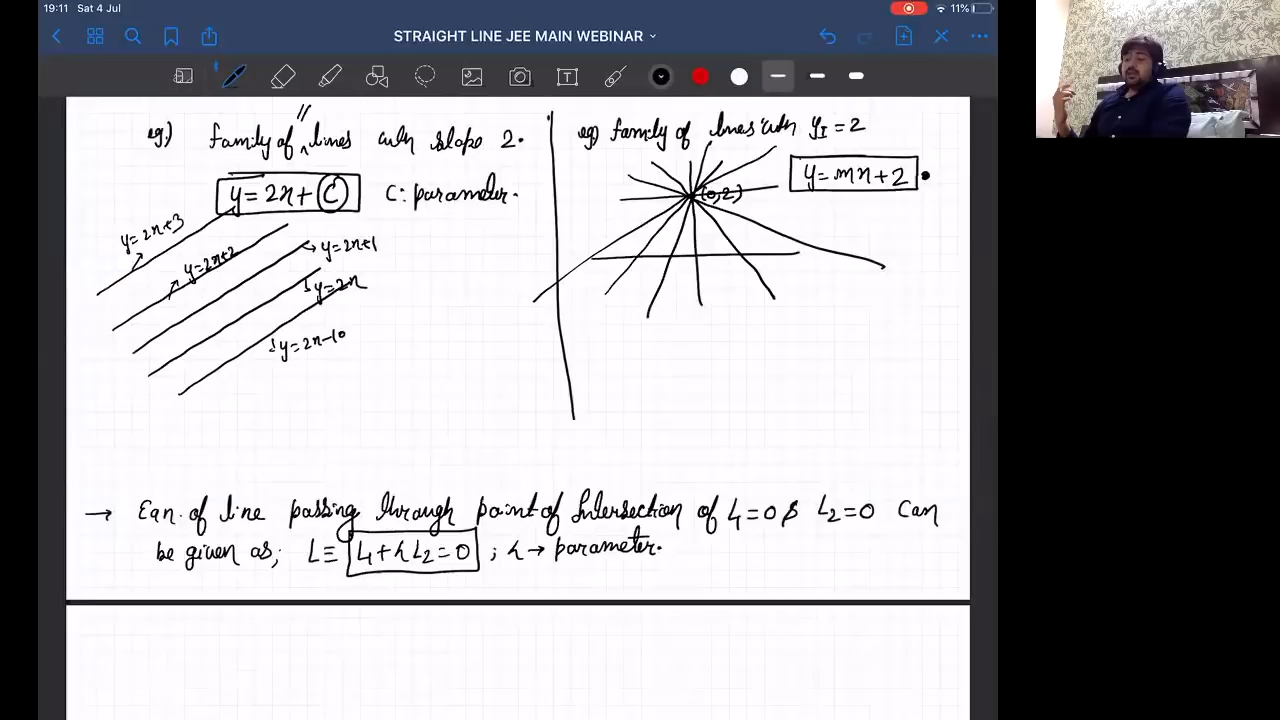 19:11 Sat 4 Jul
11%
STRAIGHT LINE JEE MAIN WEBINAR
eg) Family of // lines with slope 2.
y = 2x + C C: parameter.
y=2x+3
y=2x+2
y=2x+1
y=2x
y=2x-10
eg) Family of lines with y_I = 2
y = mx + 2
(0,2)
→ Eqn. of line passing through point of Intersection of L₁=0 & L₂=0 can
be given as; L ≡ L₁+λL₂=0 ; λ → parameter.